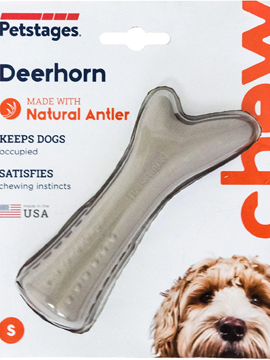 Petstages.
Deerhorn
MADE WITH
Natural Antler
KEEPS DOGS
occupied
SATISFIES
chewing instincts
made in the
USA
chew
S